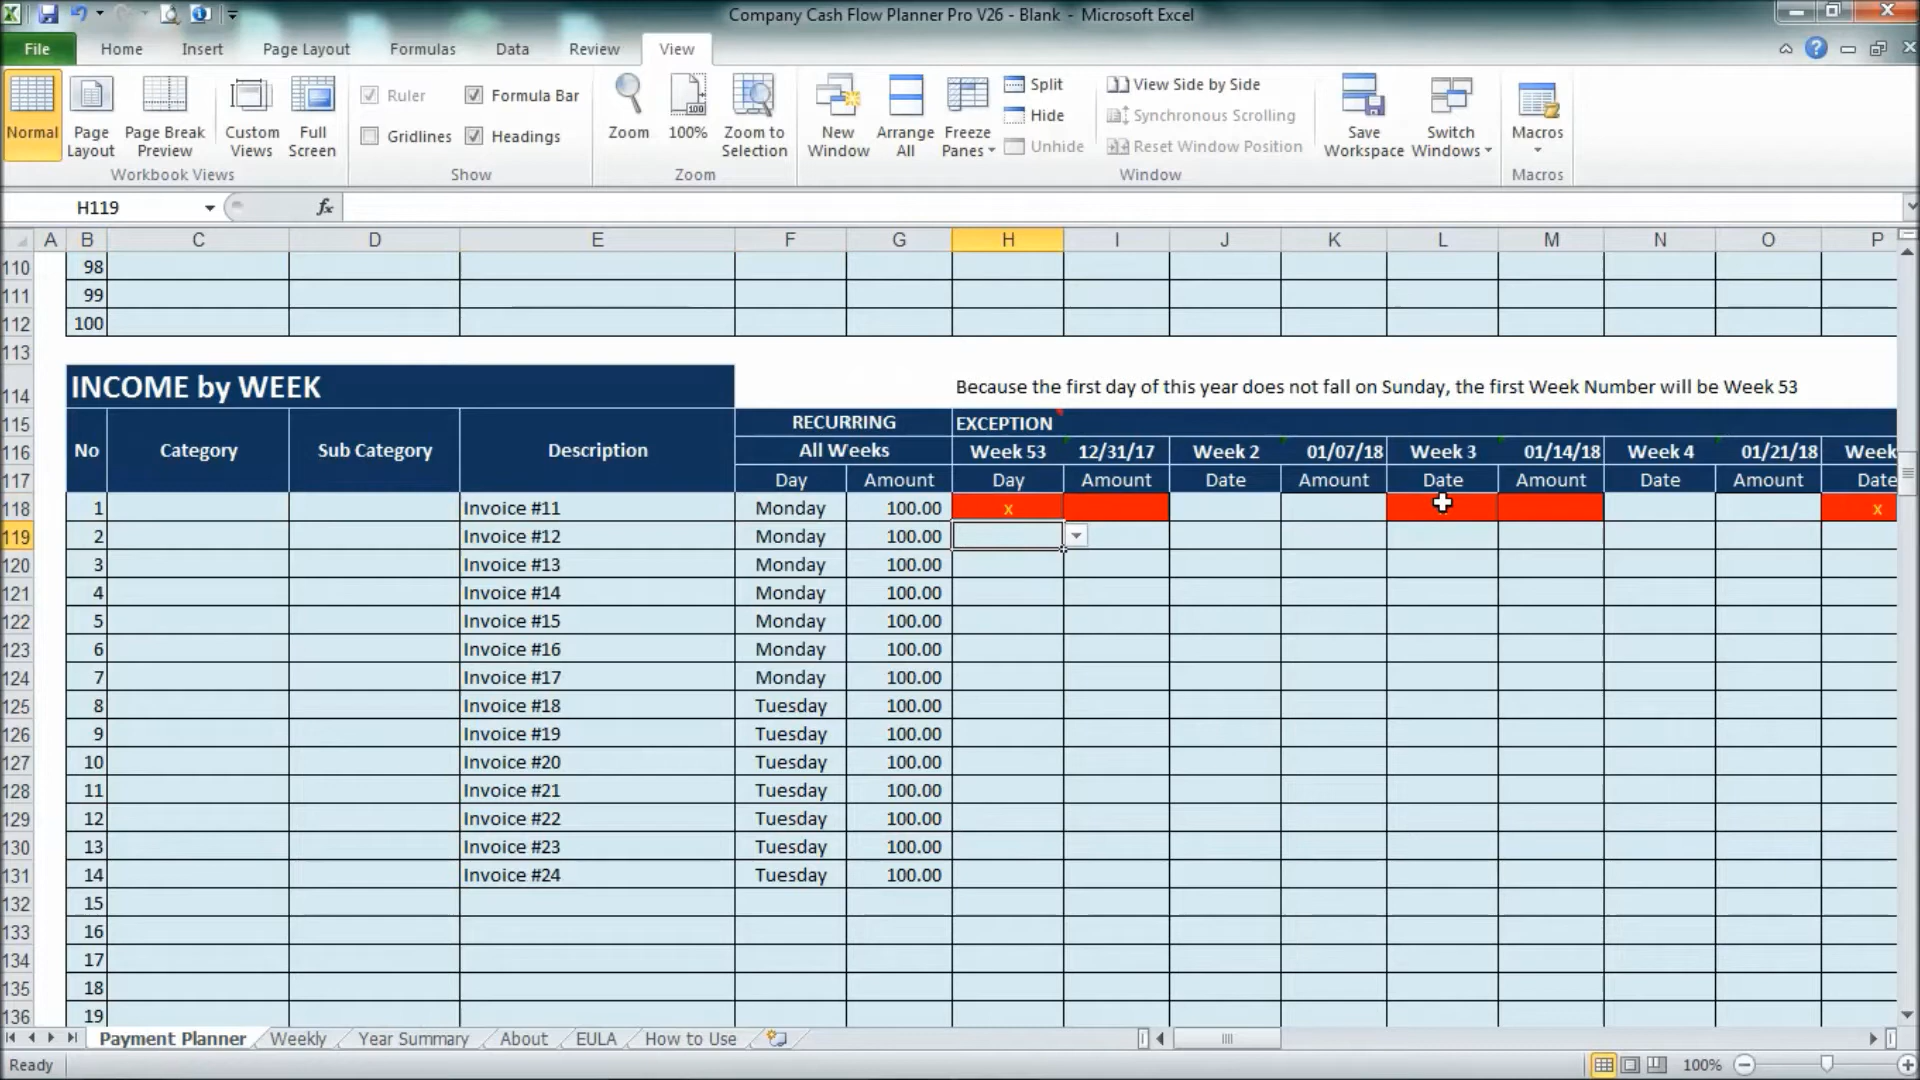 Company Cash Flow Planner Pro V26 - Blank - Microsoft Excel
File Home Insert Page Layout Formulas Data Review View
Normal Page Layout Page Break Preview Custom Views Full Screen
Workbook Views
Ruler Formula Bar
Gridlines Headings
Show
Zoom 100% Zoom to Selection
Zoom
New Window Arrange All Freeze Panes
Split
Hide
Unhide
View Side by Side
Synchronous Scrolling
Reset Window Position
Save Workspace Switch Windows
Window
Macros
Macros
H119 fx
A B C D E F G H I J K L M N O P
110 98
111 99
112 100
113
114 INCOME by WEEK Because the first day of this year does not fall on Sunday, the first Week Number will be Week 53
115 RECURRING EXCEPTION
116 No Category Sub Category Description All Weeks Week 53 12/31/17 Week 2 01/07/18 Week 3 01/14/18 Week 4 01/21/18 Week
117 Day Amount Day Amount Date Amount Date Amount Date Amount Date
118 1 Invoice #11 Monday 100.00 x x
119 2 Invoice #12 Monday 100.00
120 3 Invoice #13 Monday 100.00
121 4 Invoice #14 Monday 100.00
122 5 Invoice #15 Monday 100.00
123 6 Invoice #16 Monday 100.00
124 7 Invoice #17 Monday 100.00
125 8 Invoice #18 Tuesday 100.00
126 9 Invoice #19 Tuesday 100.00
127 10 Invoice #20 Tuesday 100.00
128 11 Invoice #21 Tuesday 100.00
129 12 Invoice #22 Tuesday 100.00
130 13 Invoice #23 Tuesday 100.00
131 14 Invoice #24 Tuesday 100.00
132 15
133 16
134 17
135 18
136 19
Payment Planner Weekly Year Summary About EULA How to Use
Ready 100%